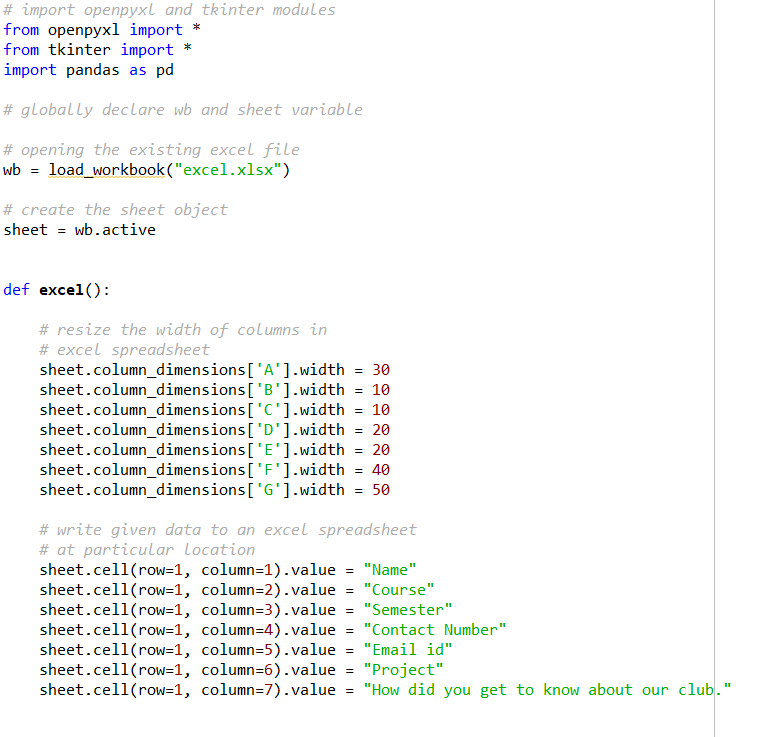 # import openpyxl and tkinter modules
from openpyxl import *
from tkinter import *
import pandas as pd

# globally declare wb and sheet variable

# opening the existing excel file
wb = load_workbook("excel.xlsx")

# create the sheet object
sheet = wb.active


def excel():

    # resize the width of columns in
    # excel spreadsheet
    sheet.column_dimensions['A'].width = 30
    sheet.column_dimensions['B'].width = 10
    sheet.column_dimensions['C'].width = 10
    sheet.column_dimensions['D'].width = 20
    sheet.column_dimensions['E'].width = 20
    sheet.column_dimensions['F'].width = 40
    sheet.column_dimensions['G'].width = 50

    # write given data to an excel spreadsheet
    # at particular location
    sheet.cell(row=1, column=1).value = "Name"
    sheet.cell(row=1, column=2).value = "Course"
    sheet.cell(row=1, column=3).value = "Semester"
    sheet.cell(row=1, column=4).value = "Contact Number"
    sheet.cell(row=1, column=5).value = "Email id"
    sheet.cell(row=1, column=6).value = "Project"
    sheet.cell(row=1, column=7).value = "How did you get to know about our club."